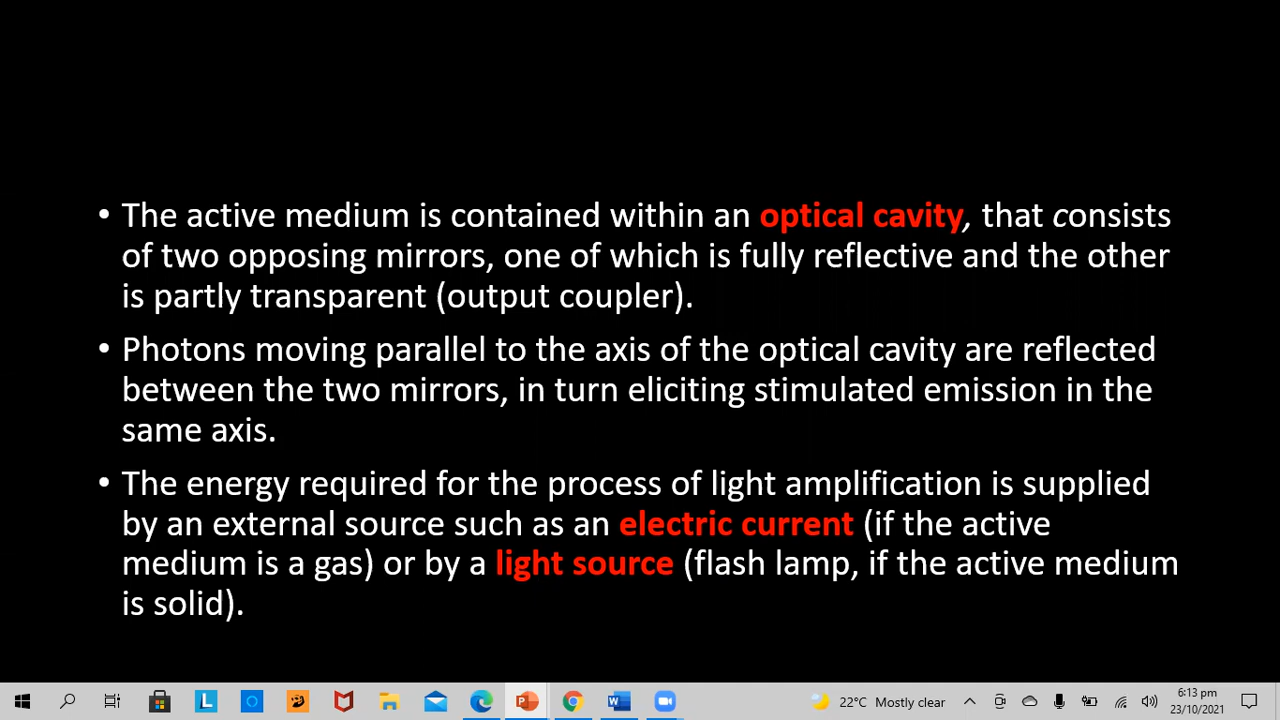 • The active medium is contained within an optical cavity, that consists
of two opposing mirrors, one of which is fully reflective and the other
is partly transparent (output coupler).
• Photons moving parallel to the axis of the optical cavity are reflected
between the two mirrors, in turn eliciting stimulated emission in the
same axis.
• The energy required for the process of light amplification is supplied
by an external source such as an electric current (if the active
medium is a gas) or by a light source (flash lamp, if the active medium
is solid).
L
P
W
22°C Mostly clear
6:13 pm
23/10/2021